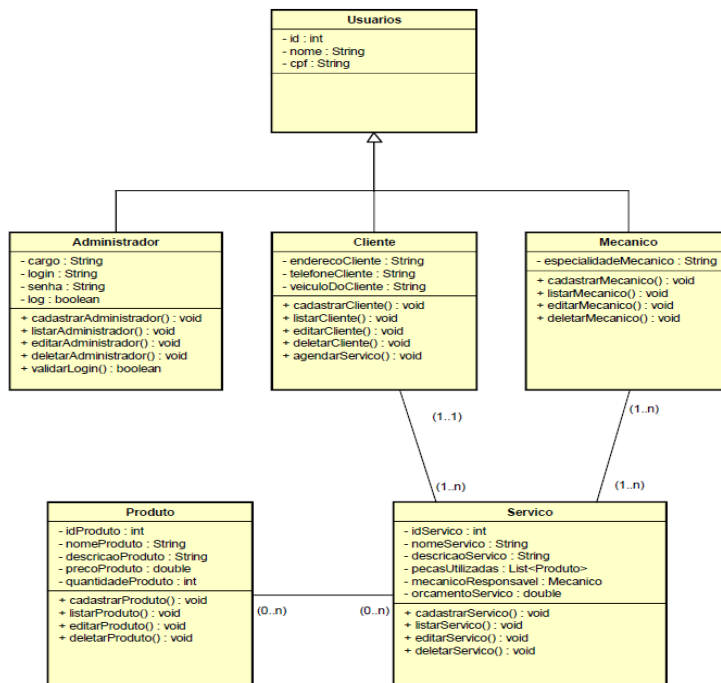 Usuarios
- id : int
- nome : String
- cpf : String
Administrador
- cargo : String
- login : String
- senha : String
- log : boolean
+ cadastrarAdministrador() : void
+ listarAdministrador() : void
+ editarAdministrador() : void
+ deletarAdministrador() : void
+ validarLogin() : boolean
Cliente
- enderecoCliente : String
- telefoneCliente : String
- veiculoDoCliente : String
+ cadastrarCliente() : void
+ listarCliente() : void
+ editarCliente() : void
+ deletarCliente() : void
+ agendarServico() : void
Mecanico
- especialidadeMecanico : String
+ cadastrarMecanico() : void
+ listarMecanico() : void
+ editarMecanico() : void
+ deletarMecanico() : void
(1..1)
(1..n)
(1..n)
(1..n)
Produto
- idProduto : int
- nomeProduto : String
- descricaoProduto : String
- precoProduto : double
- quantidadeProduto : int
+ cadastrarProduto() : void
+ listarProduto() : void
+ editarProduto() : void
+ deletarProduto() : void
(0..n)
(0..n)
Servico
- idServico : int
- nomeServico : String
- descricaoServico : String
- pecasUtilizadas : List<Produto>
- mecanicoResponsavel : Mecanico
- orcamentoServico : double
+ cadastrarServico() : void
+ listarServico() : void
+ editarServico() : void
+ deletarServico() : void